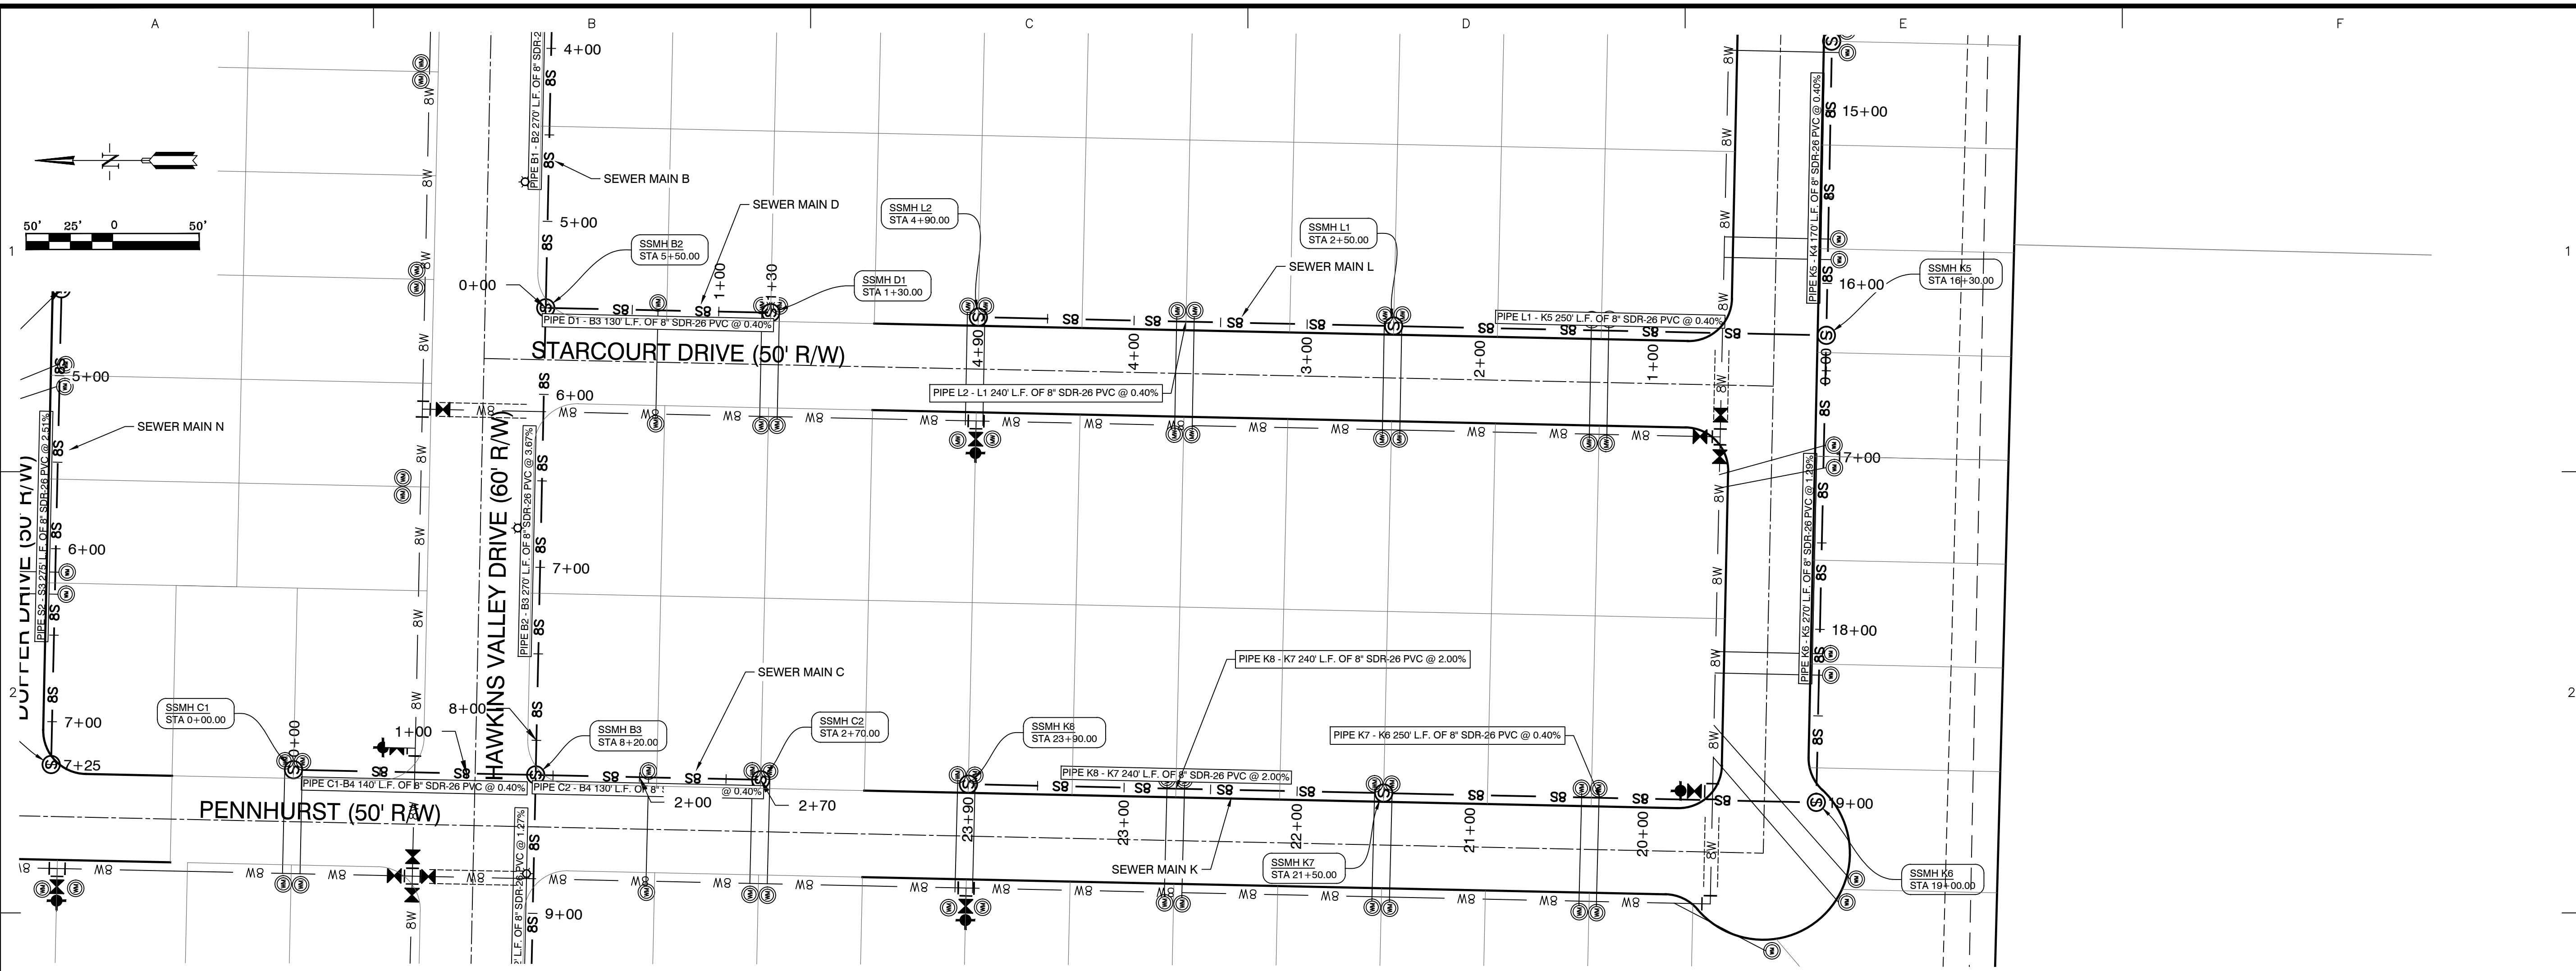 A
B
C
D
E
F
4+00
15+00
N
SEWER MAIN B
SEWER MAIN D
SSMH L2
STA 4+90.00
5+00
SSMH L1
STA 2+50.00
50' 25' 0 50'
1
SSMH B2
STA 5+50.00
SEWER MAIN L
1
SSMH K5
STA 16+30.00
0+00
1+00
1+30
SSMH D1
STA 1+30.00
16+00
PIPE B1 - B2 270' L.F. OF 8" SDR-2
PIPE K5 - K4 170' L.F. OF 8" SDR-26 PVC @ 0.40%
PIPE D1 - B3 130' L.F. OF 8" SDR-26 PVC @ 0.40%
PIPE L1 - K5 250' L.F. OF 8" SDR-26 PVC @ 0.40%
STARCOURT DRIVE (50' R/W)
4+90
4+00
3+00
2+00
1+00
0+00
5+00
PIPE L2 - L1 240' L.F. OF 8" SDR-26 PVC @ 0.40%
6+00
SEWER MAIN N
17+00
DUFFER DRIVE (50' R/W)
PIPE S2 - S3 275' L.F. OF 8" SDR-26 PVC @ 2.51%
HAWKINS VALLEY DRIVE (60' R/W)
PIPE B2 - B3 270' L.F. OF 8" SDR-26 PVC @ 3.67%
PIPE K6 - K5 270' L.F. OF 8" SDR-26 PVC @ 1.29%
6+00
7+00
18+00
PIPE K8 - K7 240' L.F. OF 8" SDR-26 PVC @ 2.00%
SEWER MAIN C
2
2
SSMH C1
STA 0+00.00
8+00
7+00
SSMH B3
STA 8+20.00
SSMH C2
STA 2+70.00
SSMH K8
STA 23+90.00
PIPE K7 - K6 250' L.F. OF 8" SDR-26 PVC @ 0.40%
0+00
1+00
7+25
PIPE C1-B4 140' L.F. OF 8" SDR-26 PVC @ 0.40%
PIPE C2 - B4 130' L.F. OF 8" S
@ 0.40%
PIPE K8 - K7 240' L.F. OF 8" SDR-26 PVC @ 2.00%
2+00
2+70
19+00
PENNHURST (50' R/W)
23+90
23+00
22+00
21+00
20+00
L.F. OF 8" SDR-26 PVC @ 1.27%
SEWER MAIN K
SSMH K7
STA 21+50.00
SSMH K6
STA 19+00.00
9+00
8S
8W